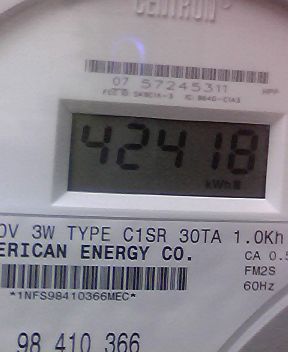 CENTRON
07 57245311
42418
kWh
0V 3W TYPE C1SR 30TA 1.0Kh
ERICAN ENERGY CO.
CA 0.5
FM2S
*1NFS98410366MEC*
60Hz
98 410 366